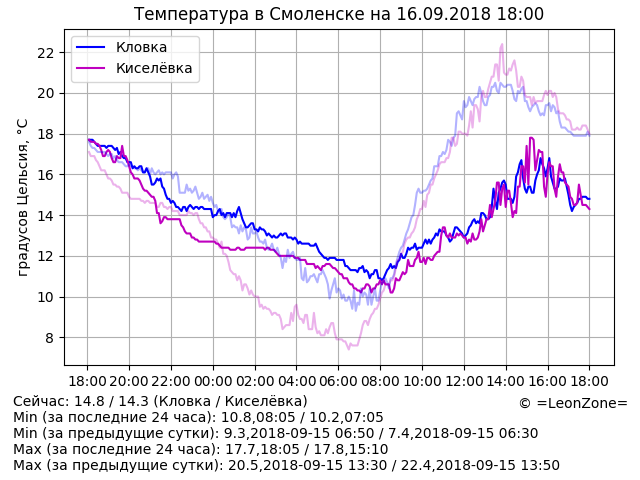 Температура в Смоленске на 16.09.2018 18:00
Кловка
Киселёвка
градусов Цельсия, °C
22
20
18
16
14
12
10
8
18:00 20:00 22:00 00:00 02:00 04:00 06:00 08:00 10:00 12:00 14:00 16:00 18:00
Сейчас: 14.8 / 14.3 (Кловка / Киселёвка)
© =LeonZone=
Min (за последние 24 часа): 10.8,08:05 / 10.2,07:05
Min (за предыдущие сутки): 9.3,2018-09-15 06:50 / 7.4,2018-09-15 06:30
Max (за последние 24 часа): 17.7,18:05 / 17.8,15:10
Max (за предыдущие сутки): 20.5,2018-09-15 13:30 / 22.4,2018-09-15 13:50